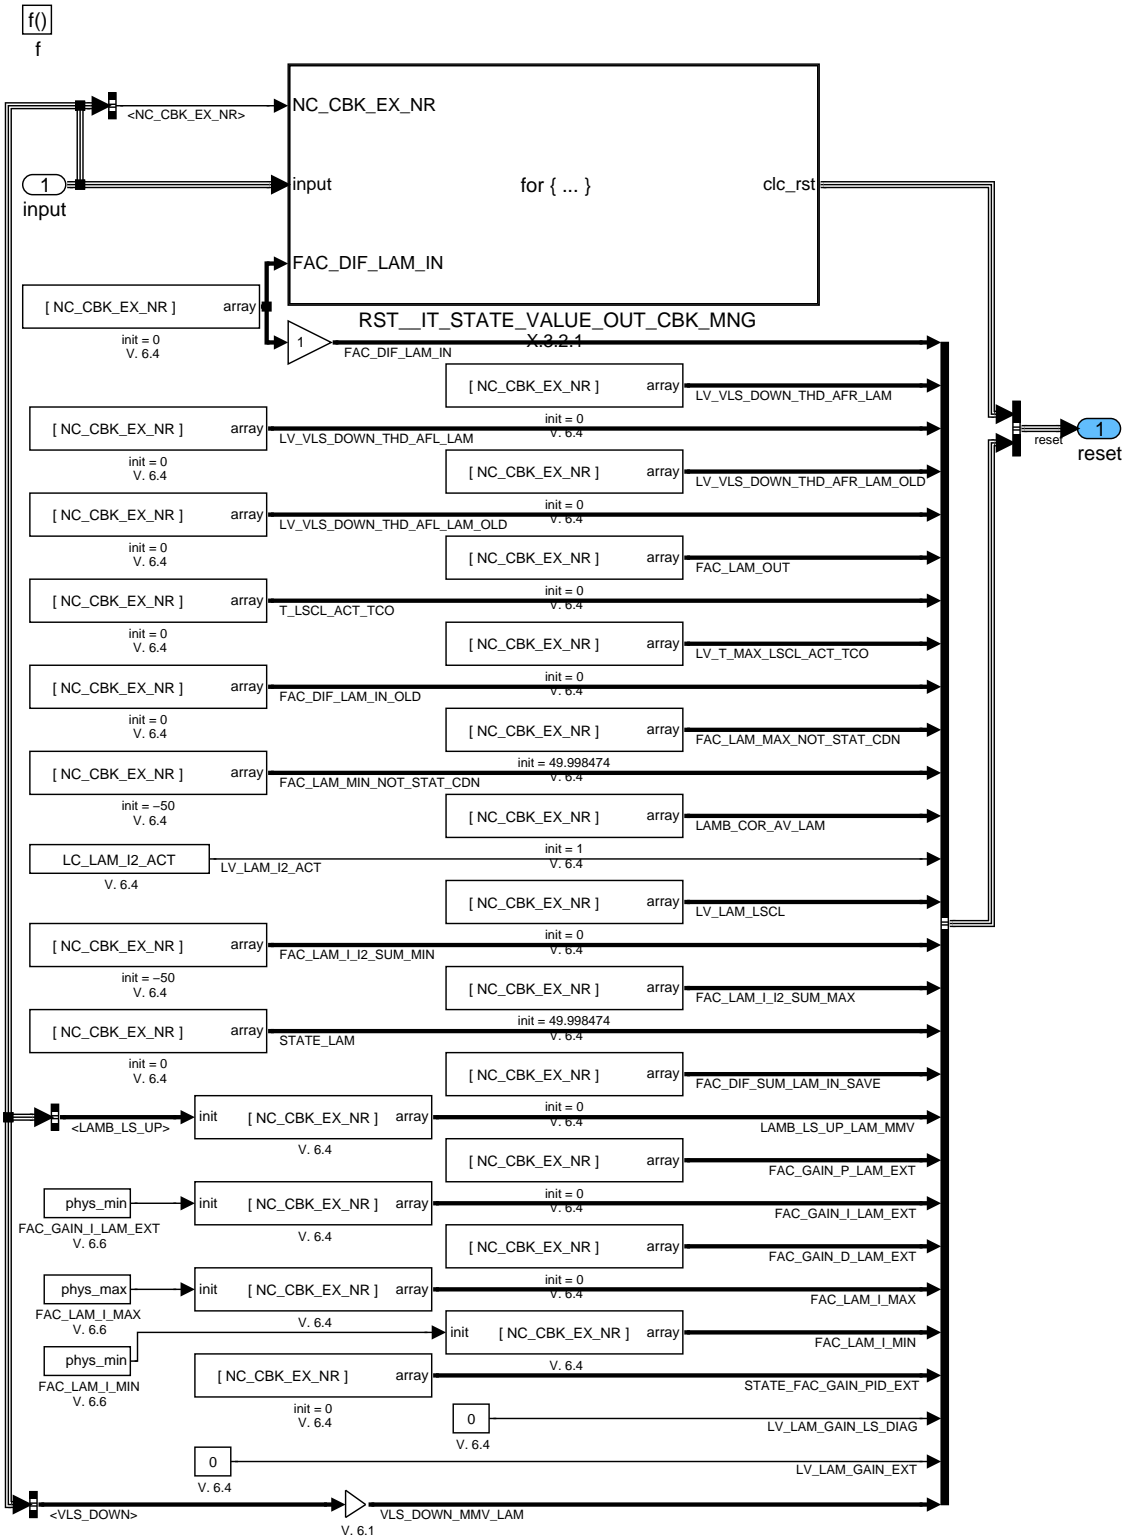 f()
f
NC_CBK_EX_NR
<NC_CBK_EX_NR>
1
input
input
for { ... }
clc_rst
FAC_DIF_LAM_IN
[ NC_CBK_EX_NR ]
array
init = 0
V. 6.4
RST__IT_STATE_VALUE_OUT_CBK_MNG
X.3.2.1
1
FAC_DIF_LAM_IN
[ NC_CBK_EX_NR ]
array
LV_VLS_DOWN_THD_AFR_LAM
init = 0
V. 6.4
[ NC_CBK_EX_NR ]
array
LV_VLS_DOWN_THD_AFL_LAM
init = 0
V. 6.4
1
reset
reset
[ NC_CBK_EX_NR ]
array
LV_VLS_DOWN_THD_AFR_LAM_OLD
init = 0
V. 6.4
[ NC_CBK_EX_NR ]
array
LV_VLS_DOWN_THD_AFL_LAM_OLD
init = 0
V. 6.4
[ NC_CBK_EX_NR ]
array
FAC_LAM_OUT
init = 0
V. 6.4
[ NC_CBK_EX_NR ]
array
T_LSCL_ACT_TCO
init = 0
V. 6.4
[ NC_CBK_EX_NR ]
array
LV_T_MAX_LSCL_ACT_TCO
init = 0
V. 6.4
[ NC_CBK_EX_NR ]
array
FAC_DIF_LAM_IN_OLD
init = 0
V. 6.4
[ NC_CBK_EX_NR ]
array
FAC_LAM_MAX_NOT_STAT_CDN
init = 49.998474
V. 6.4
[ NC_CBK_EX_NR ]
array
FAC_LAM_MIN_NOT_STAT_CDN
init = −50
V. 6.4
[ NC_CBK_EX_NR ]
array
LAMB_COR_AV_LAM
init = 1
V. 6.4
LC_LAM_I2_ACT
LV_LAM_I2_ACT
V. 6.4
[ NC_CBK_EX_NR ]
array
LV_LAM_LSCL
init = 0
V. 6.4
[ NC_CBK_EX_NR ]
array
FAC_LAM_I_I2_SUM_MIN
init = −50
V. 6.4
[ NC_CBK_EX_NR ]
array
FAC_LAM_I_I2_SUM_MAX
init = 49.998474
V. 6.4
[ NC_CBK_EX_NR ]
array
STATE_LAM
init = 0
V. 6.4
[ NC_CBK_EX_NR ]
array
FAC_DIF_SUM_LAM_IN_SAVE
init = 0
V. 6.4
<LAMB_LS_UP>
init
[ NC_CBK_EX_NR ]
array
LAMB_LS_UP_LAM_MMV
V. 6.4
[ NC_CBK_EX_NR ]
array
FAC_GAIN_P_LAM_EXT
init = 0
V. 6.4
phys_min
FAC_GAIN_I_LAM_EXT
V. 6.6
init
[ NC_CBK_EX_NR ]
array
FAC_GAIN_I_LAM_EXT
V. 6.4
[ NC_CBK_EX_NR ]
array
FAC_GAIN_D_LAM_EXT
init = 0
V. 6.4
phys_max
FAC_LAM_I_MAX
V. 6.6
init
[ NC_CBK_EX_NR ]
array
FAC_LAM_I_MAX
V. 6.4
phys_min
FAC_LAM_I_MIN
V. 6.6
init
[ NC_CBK_EX_NR ]
array
FAC_LAM_I_MIN
V. 6.4
[ NC_CBK_EX_NR ]
array
STATE_FAC_GAIN_PID_EXT
init = 0
V. 6.4
0
V. 6.4
LV_LAM_GAIN_LS_DIAG
0
V. 6.4
LV_LAM_GAIN_EXT
<VLS_DOWN>
V. 6.1
VLS_DOWN_MMV_LAM